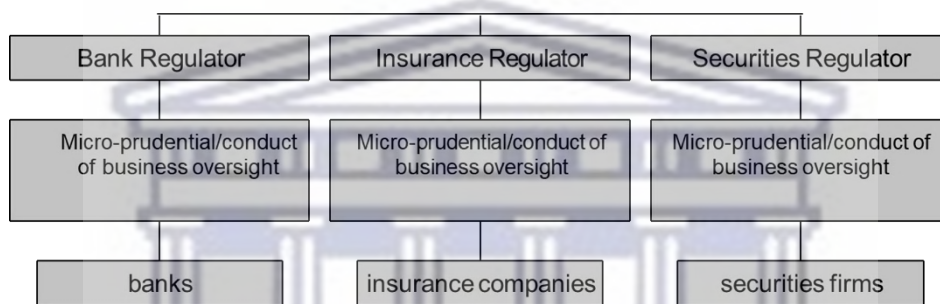 Bank Regulator
Insurance Regulator
Securities Regulator
Micro-prudential/conduct
of business oversight
Micro-prudential/conduct of
business oversight
Micro-prudential/conduct of
business oversight
banks
insurance companies
securities firms